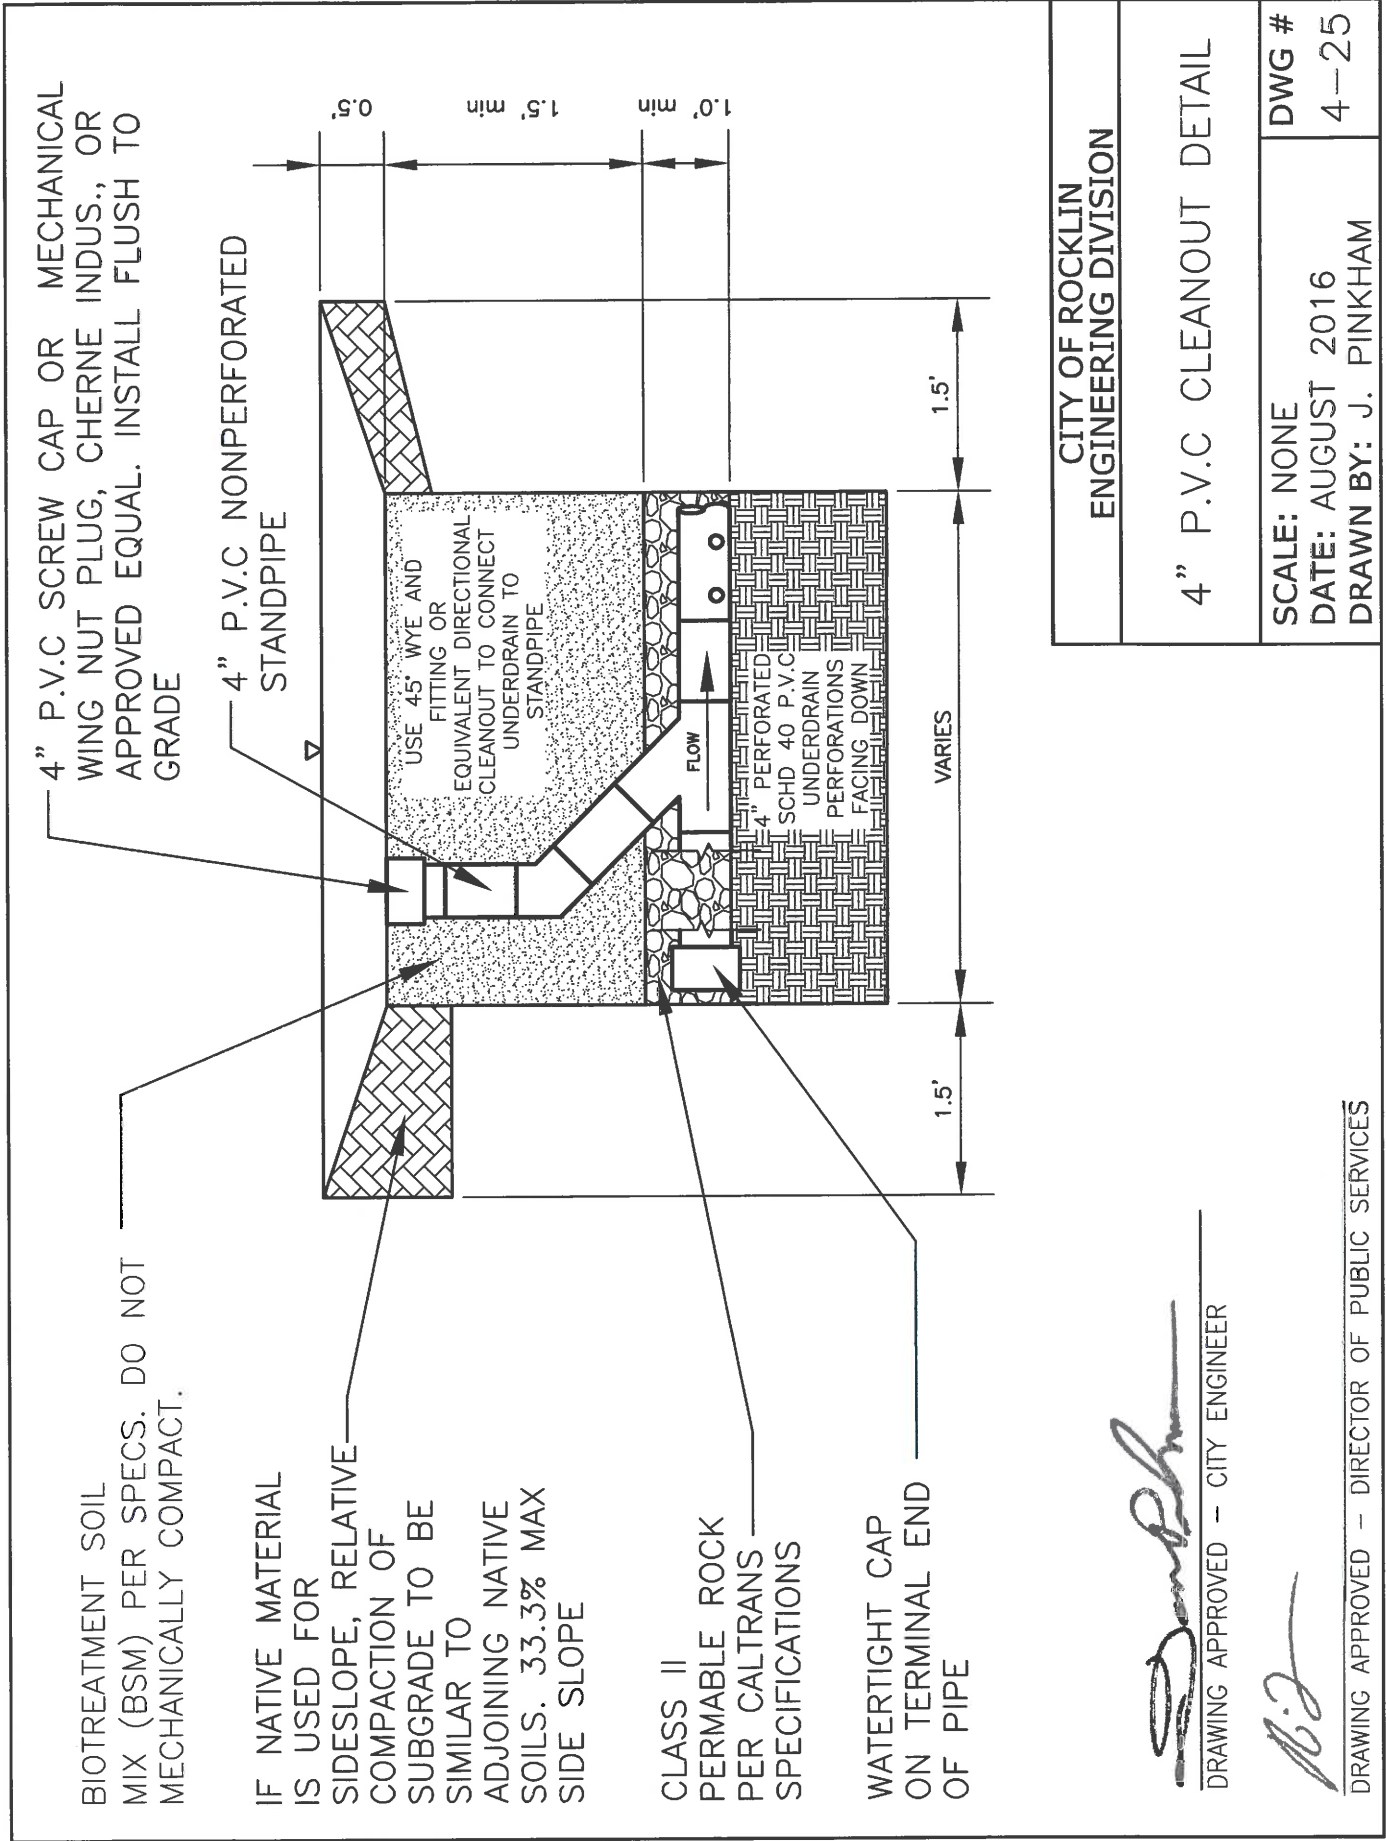 4" P.V.C SCREW CAP OR MECHANICAL
WING NUT PLUG, CHERNE INDUS., OR
APPROVED EQUAL. INSTALL FLUSH TO
GRADE
4" P.V.C NONPERFORATED
STANDPIPE
BIOTREATMENT SOIL
MIX (BSM) PER SPECS. DO NOT
MECHANICALLY COMPACT.
IF NATIVE MATERIAL
IS USED FOR
SIDESLOPE, RELATIVE
COMPACTION OF
SUBGRADE TO BE
SIMILAR TO
ADJOINING NATIVE
SOILS. 33.3% MAX
SIDE SLOPE
CLASS II
PERMABLE ROCK
PER CALTRANS
SPECIFICATIONS
WATERTIGHT CAP
ON TERMINAL END
OF PIPE
USE 45° WYE AND
FITTING OR
EQUIVALENT DIRECTIONAL
CLEANOUT TO CONNECT
UNDERDRAIN TO
STANDPIPE
FLOW
4" PERFORATED
SCHD 40 P.V.C
UNDERDRAIN
PERFORATIONS
FACING DOWN
0.5'
1.5' min
1.0' min
1.5'
VARIES
1.5'
DRAWING APPROVED – CITY ENGINEER
DRAWING APPROVED – DIRECTOR OF PUBLIC SERVICES
CITY OF ROCKLIN
ENGINEERING DIVISION
4" P.V.C CLEANOUT DETAIL
SCALE: NONE
DATE: AUGUST 2016
DRAWN BY: J. PINKHAM
DWG #
4–25